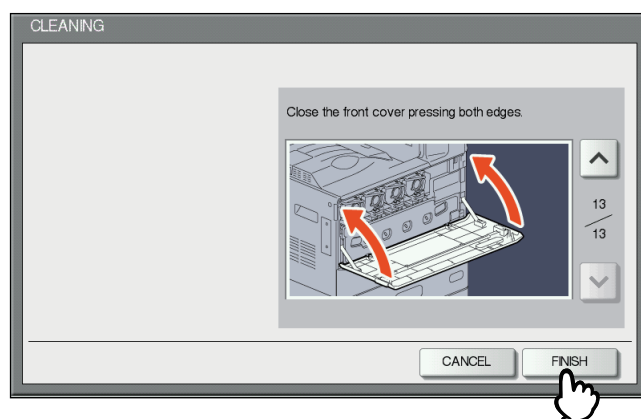 CLEANING
Close the front cover pressing both edges.
13
13
CANCEL
FINISH